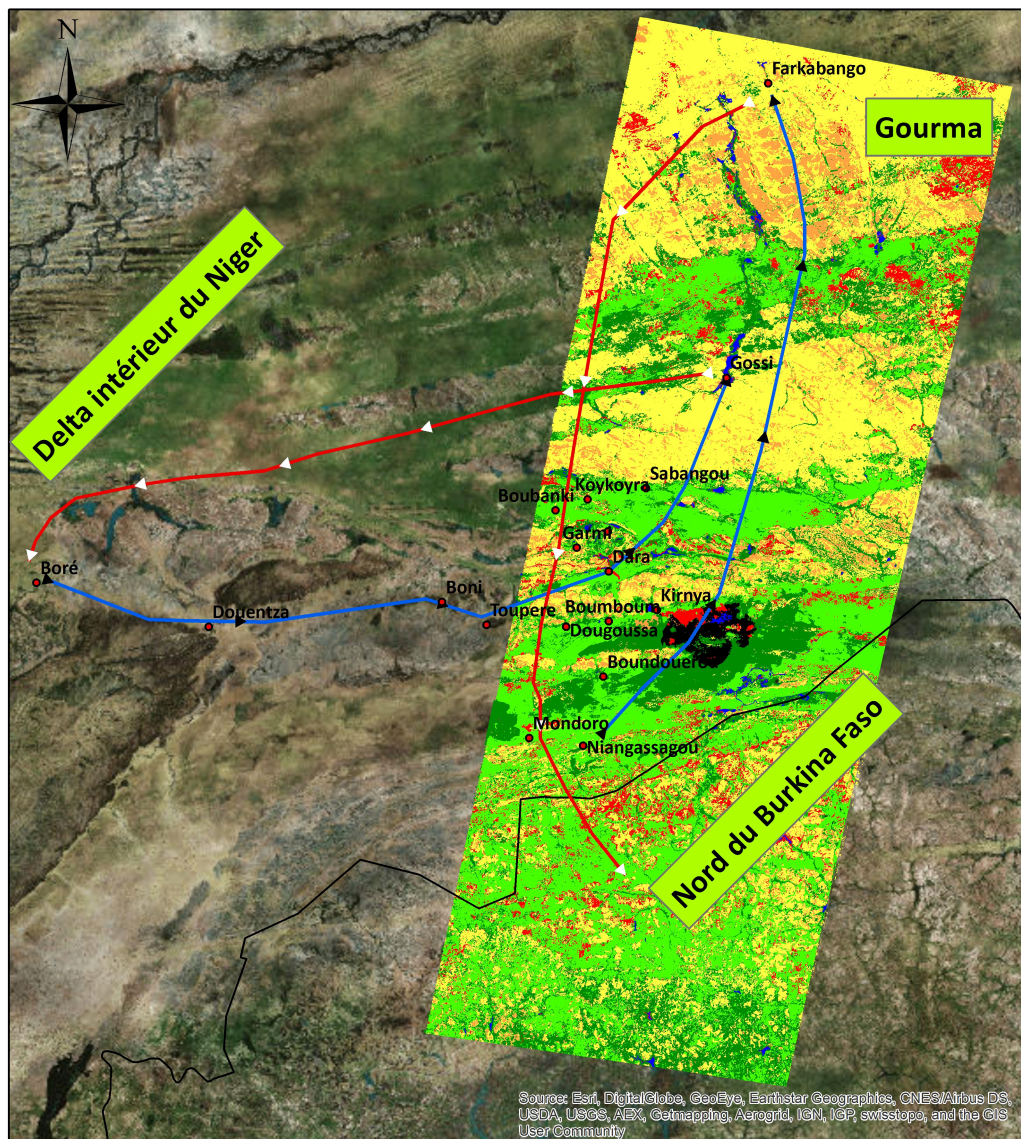 N
Farkabango
Gourma
Delta intérieur du Niger
Gossi
Sabangou
Koykoyra
Boubanki
Garmi
Dara
Boré
Boni
Kirnya
Douentza
Toupere
Boumboum
Dougoussa
Boundouero
Mondoro
Niangassagou
Nord du Burkina Faso
Source: Esri, DigitalGlobe, GeoEye, Earthstar Geographics, CNES/Airbus DS,
USDA, USGS, AEX, Getmapping, Aerogrid, IGN, IGP, swisstopo, and the GIS
User Community